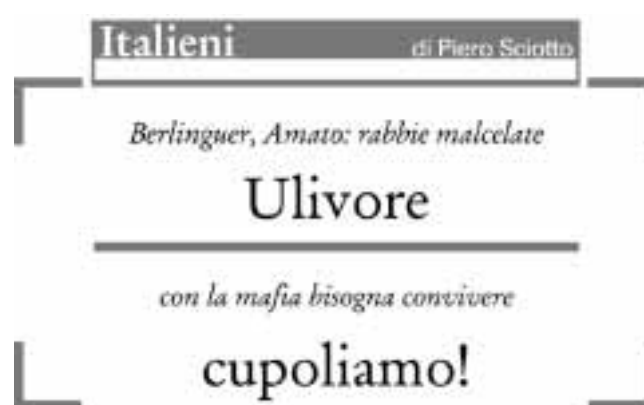 Italieni
di Piero Sciotto
Berlinguer, Amato: rabbie malcelate
Ulivore
con la mafia bisogna convivere
cupoliamo!